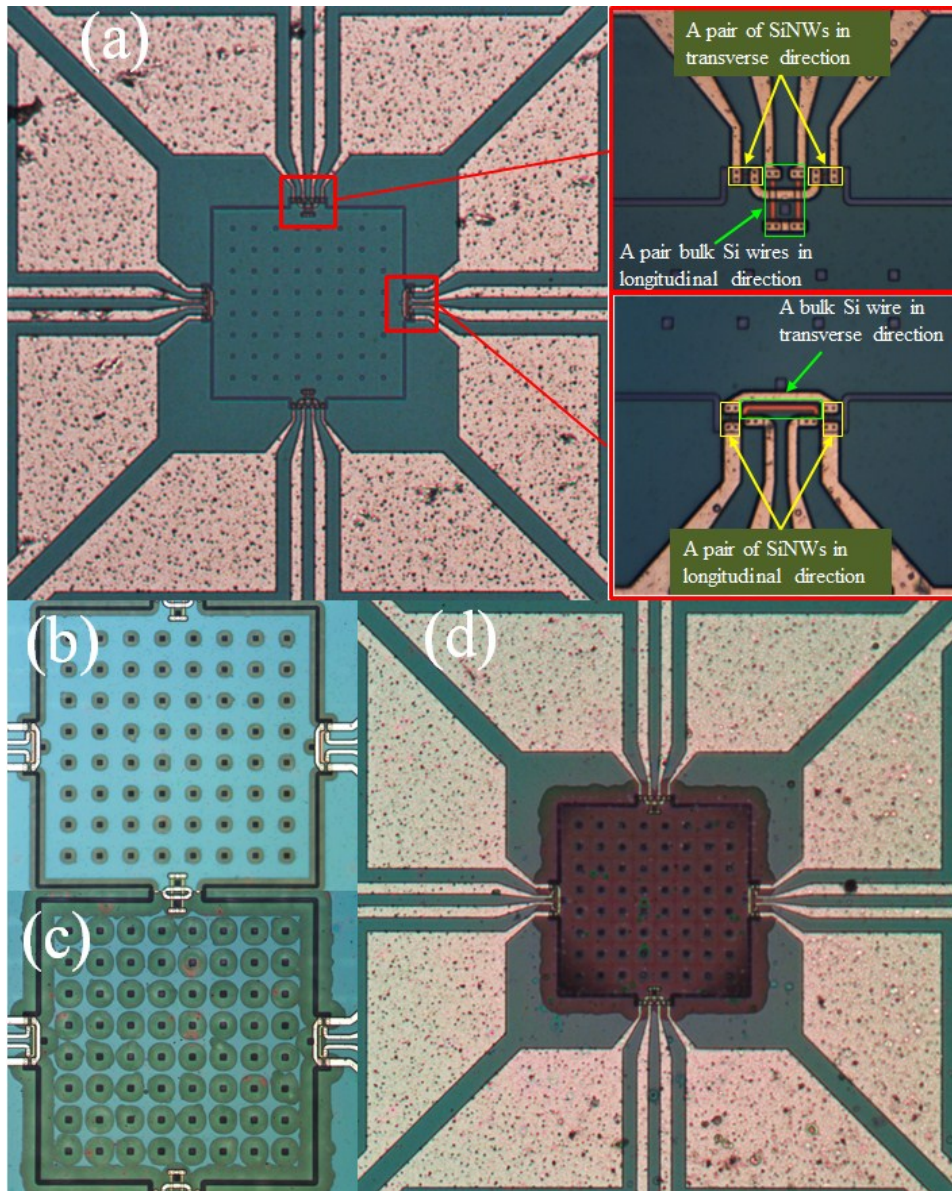 (a)
A pair of SiNWs in
transverse direction
A pair bulk Si wires in
longitudinal direction
A bulk Si wire in
transverse direction
A pair of SiNWs in
longitudinal direction
(b)
(c)
(d)